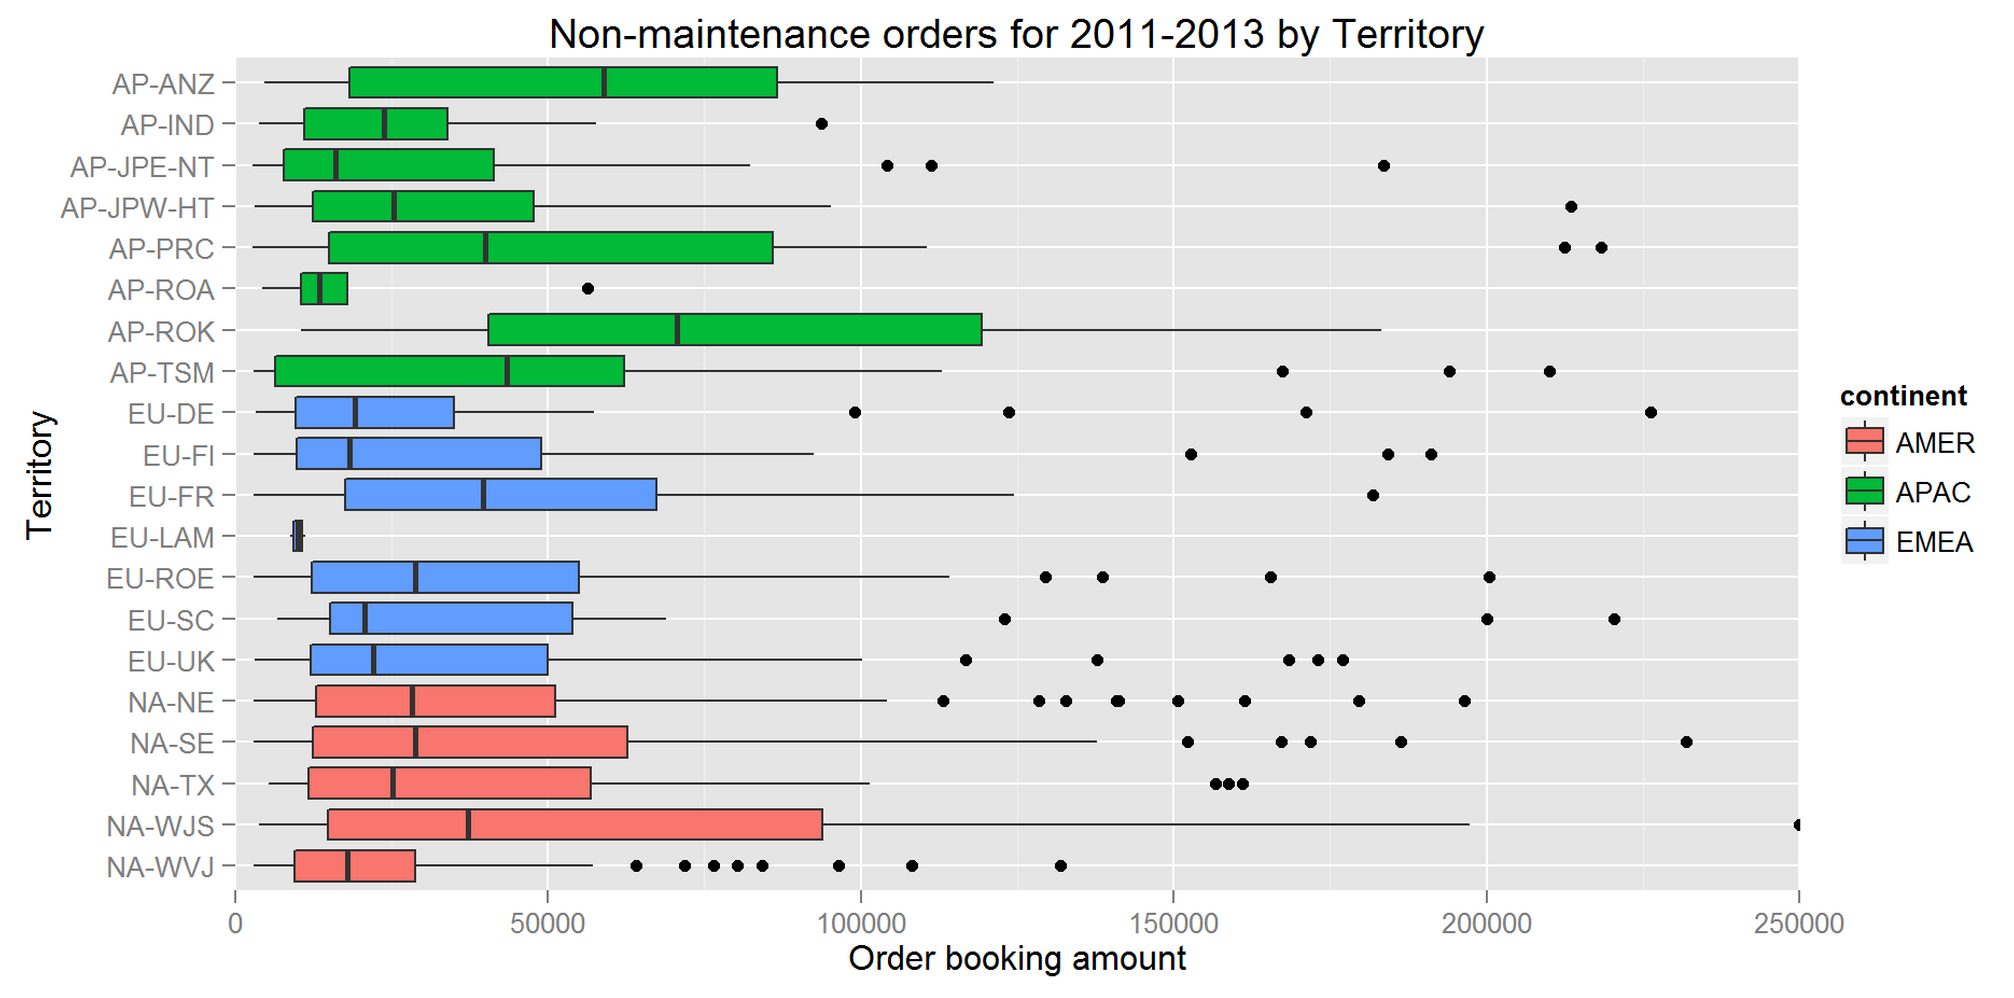 Non-maintenance orders for 2011-2013 by Territory
AP-ANZ
AP-IND
AP-JPE-NT
AP-JPW-HT
AP-PRC
AP-ROA
AP-ROK
AP-TSM
EU-DE
EU-FI
EU-FR
EU-LAM
EU-ROE
EU-SC
EU-UK
NA-NE
NA-SE
NA-TX
NA-WJS
NA-WVJ
Territory
0 50000 100000 150000 200000 250000
Order booking amount
continent
AMER
APAC
EMEA